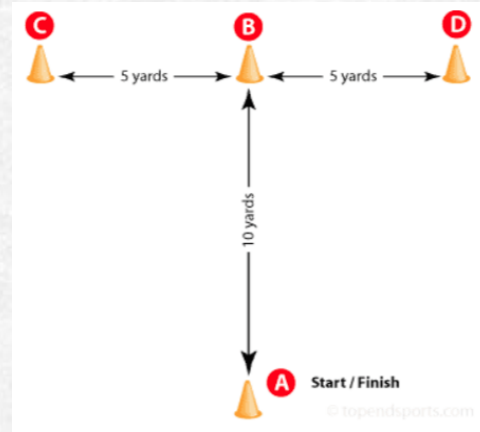 C
B
D
5 yards
5 yards
10 yards
A
Start / Finish
© topendsports.com